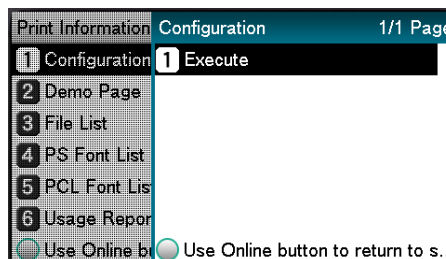 Print Information
1 Configuration
2 Demo Page
3 File List
4 PS Font List
5 PCL Font Lis
6 Usage Repor
Use Online bu
Configuration 1/1 Page
1 Execute
Use Online button to return to s.